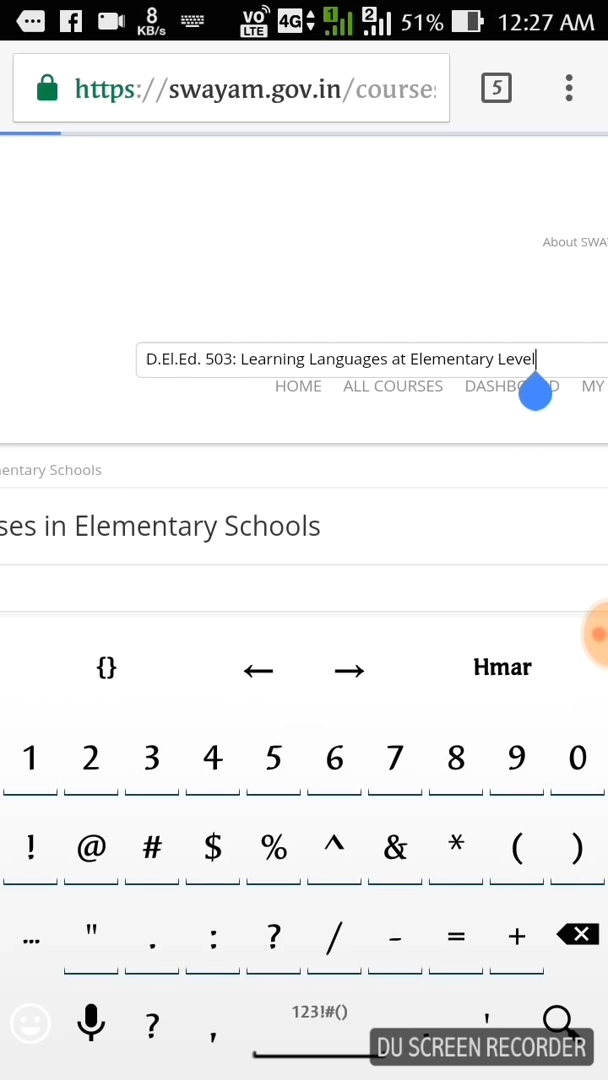 8 KB/s VO LTE 4G 1 2 51% 12:27 AM
https://swayam.gov.in/courses 5
About SWA
D.El.Ed. 503: Learning Languages at Elementary Level
HOME ALL COURSES DASHB D MY
entary Schools
ses in Elementary Schools
{} ← → Hmar
1 2 3 4 5 6 7 8 9 0
! @ # $ % ^ & * ( )
... " . : ? / - = +
? , 123!#() . '
DU SCREEN RECORDER